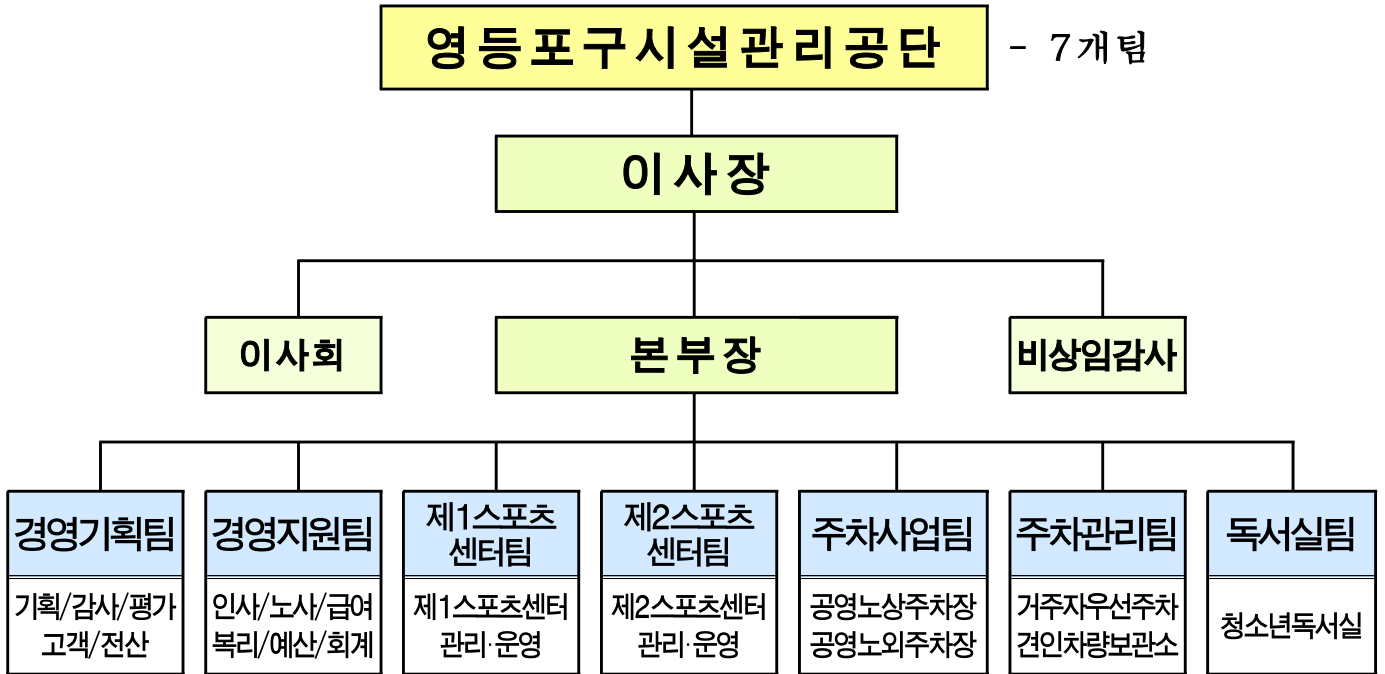 영등포구시설관리공단 - 7개팀
이사장
이사회 본부장 비상임감사
경영기획팀
기획/감사/평가
고객/전산
경영지원팀
인사/노사/급여
복리/예산/회계
제1스포츠
센터팀
제1스포츠센터
관리·운영
제2스포츠
센터팀
제2스포츠센터
관리·운영
주차사업팀
공영노상주차장
공영노외주차장
주차관리팀
거주자우선주차
견인차량보관소
독서실팀
청소년독서실